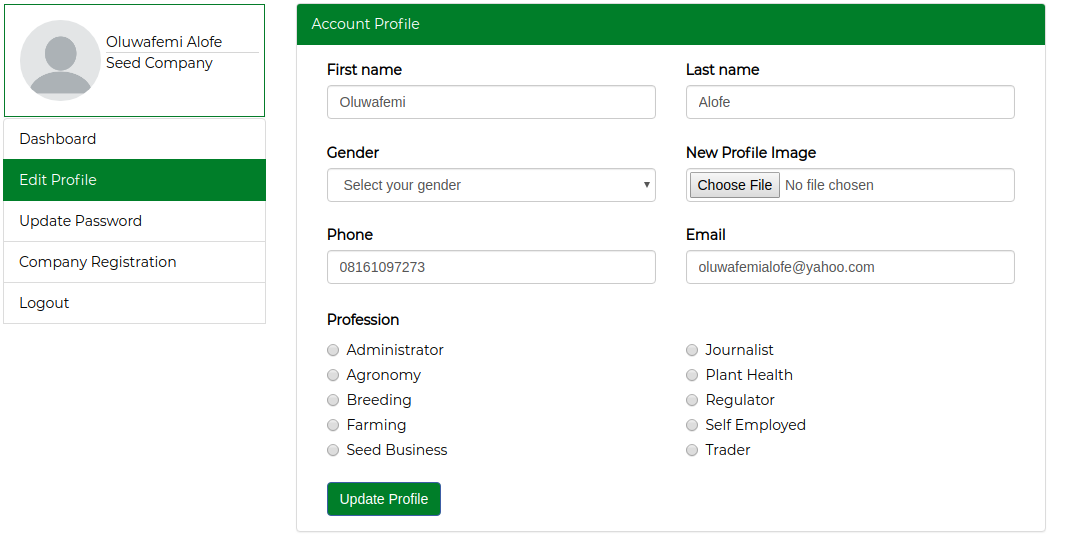 Oluwafemi Alofe
Seed Company
Dashboard
Edit Profile
Update Password
Company Registration
Logout
Account Profile
First name Last name
Oluwafemi Alofe
Gender New Profile Image
Select your gender Choose File No file chosen
Phone Email
08161097273 oluwafemialofe@yahoo.com
Profession
Administrator Journalist
Agronomy Plant Health
Breeding Regulator
Farming Self Employed
Seed Business Trader
Update Profile